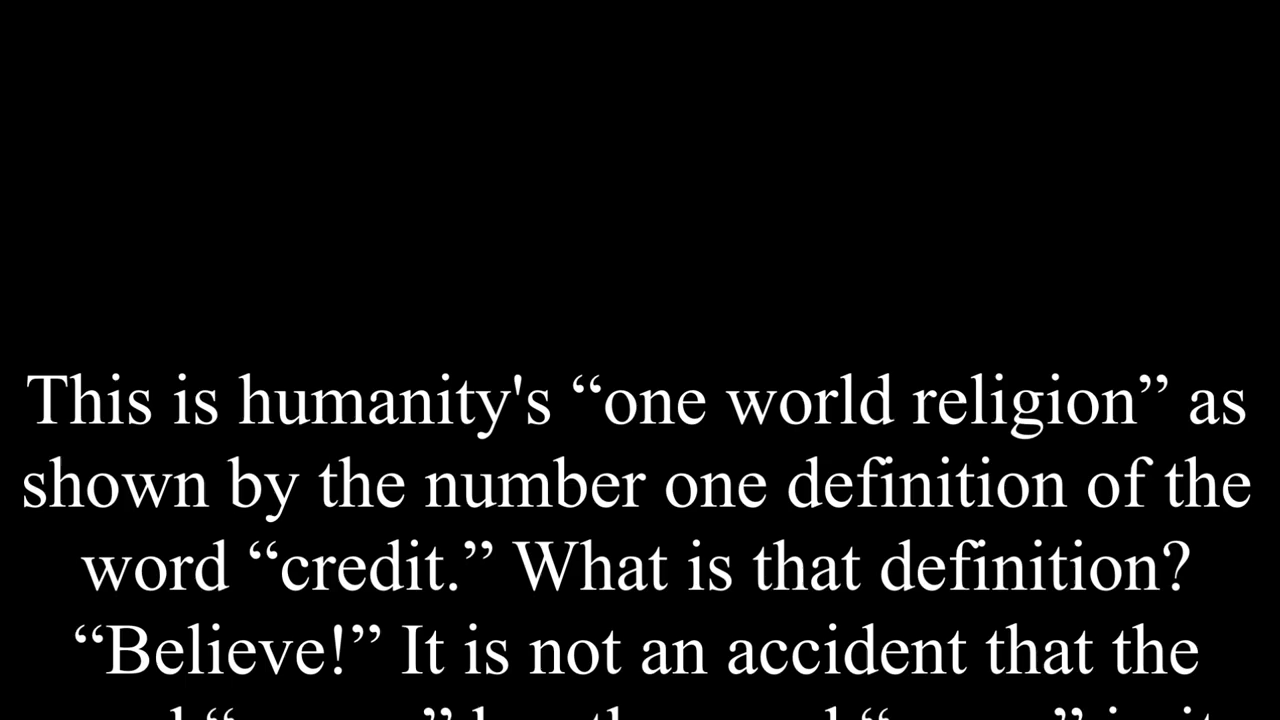 This is humanity's “one world religion” as
shown by the number one definition of the
word “credit.” What is that definition?
“Believe!” It is not an accident that the